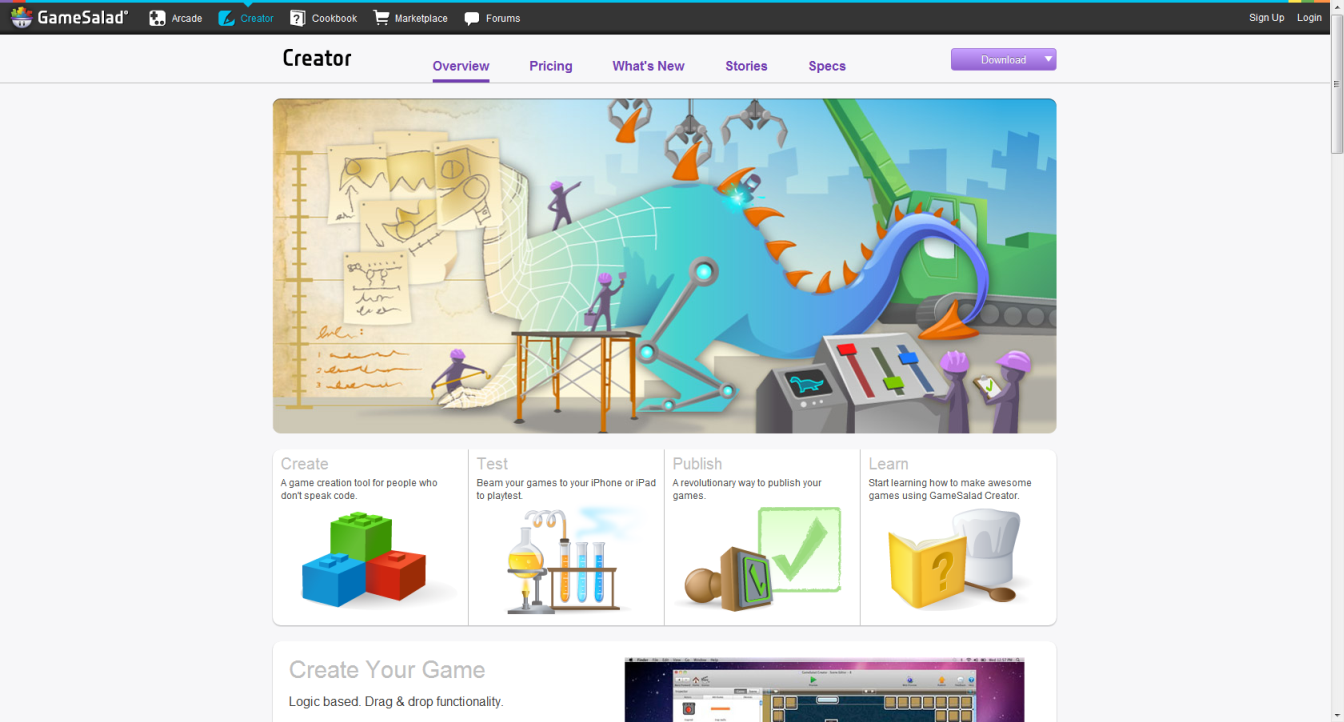 GameSalad®
Arcade
Creator
Cookbook
Marketplace
Forums
Sign Up
Login
Creator
Overview
Pricing
What's New
Stories
Specs
Download
Create
A game creation tool for people who
don't speak code.
Test
Beam your games to your iPhone or iPad
to playtest.
Publish
A revolutionary way to publish your
games.
Learn
Start learning how to make awesome
games using GameSalad Creator.
Create Your Game
Logic based. Drag & drop functionality.